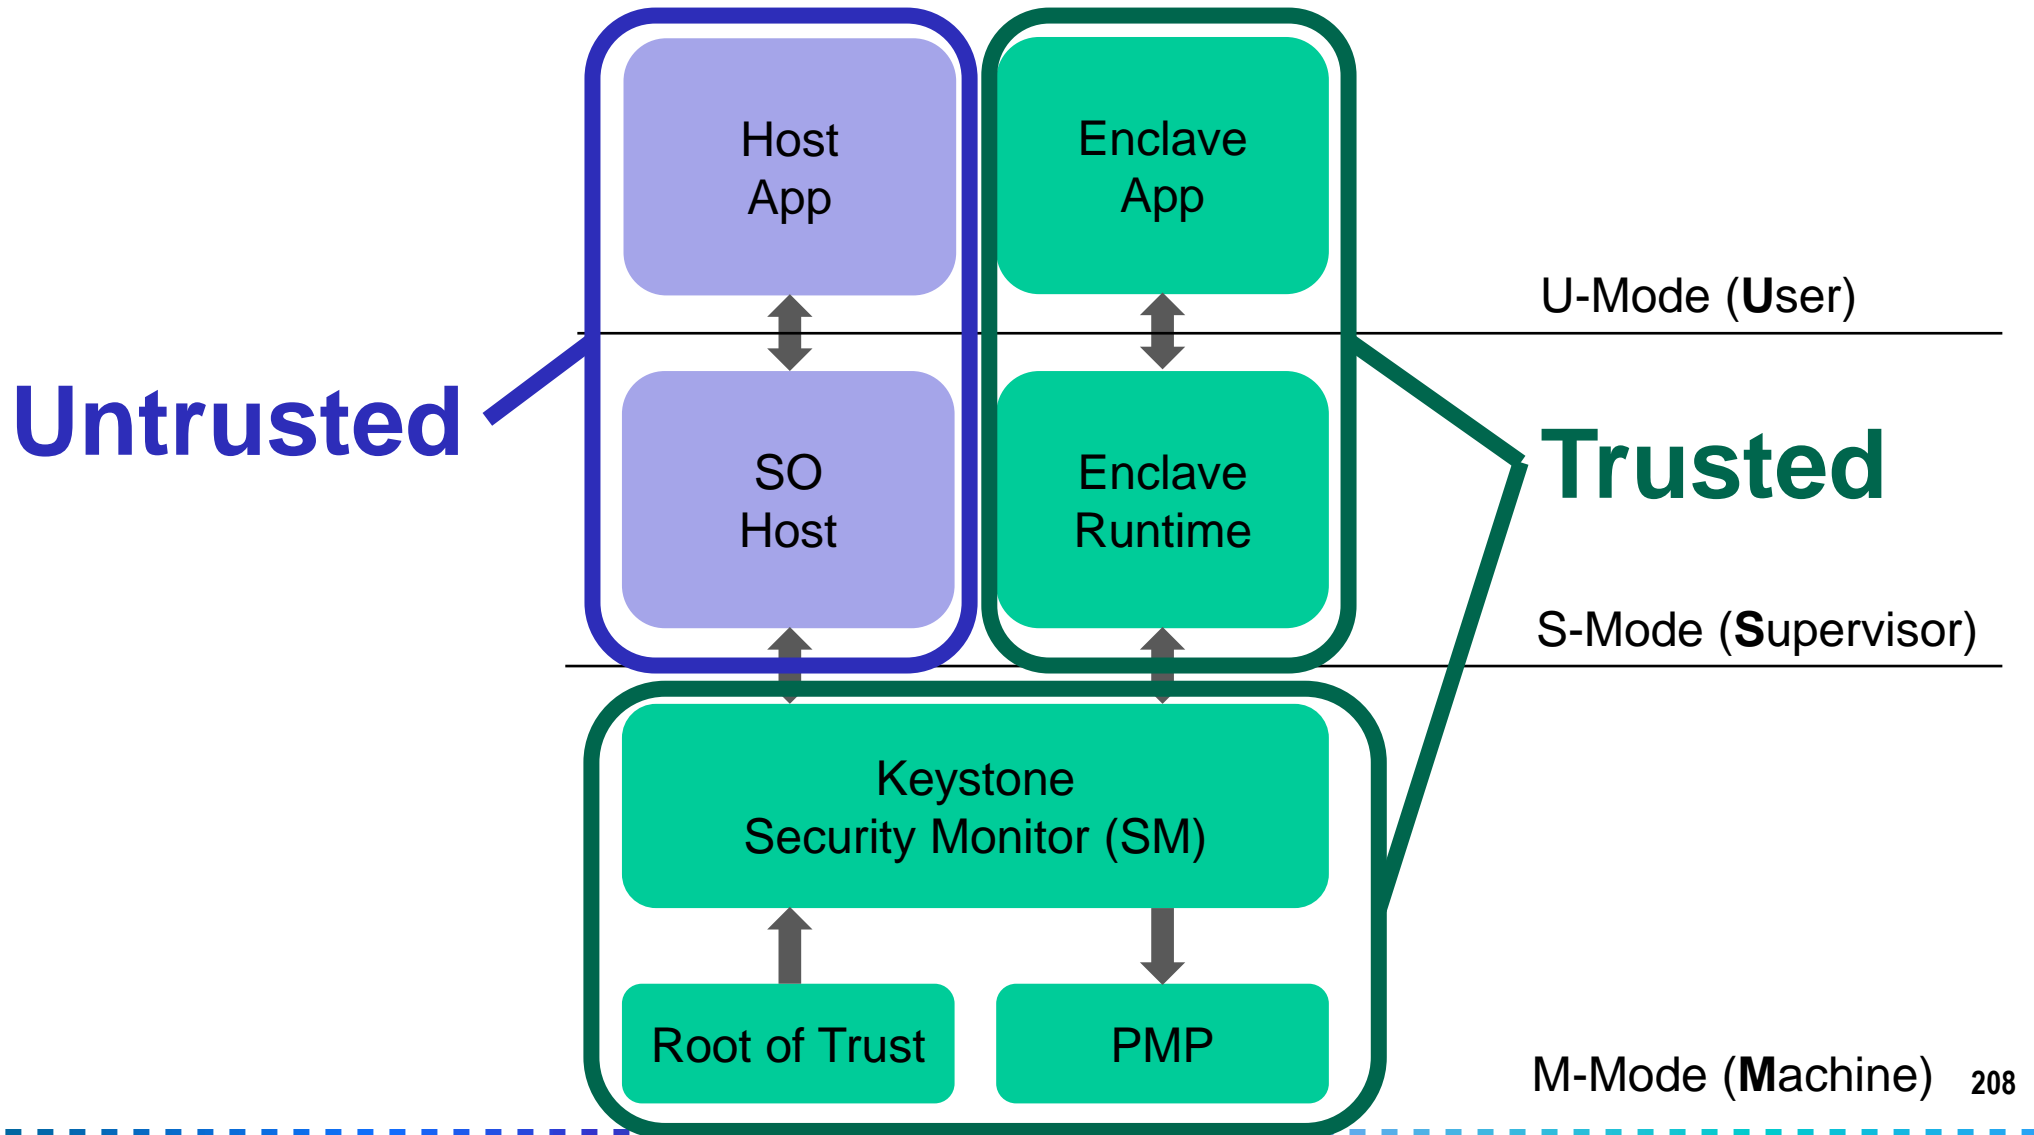 Host
App
Enclave
App
U-Mode (User)
Untrusted
SO
Host
Enclave
Runtime
Trusted
S-Mode (Supervisor)
Keystone
Security Monitor (SM)
Root of Trust
PMP
M-Mode (Machine)
208